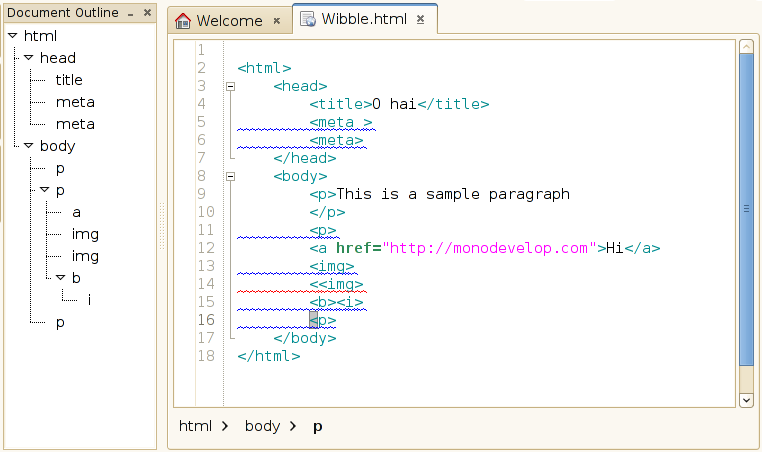 Document Outline
html
head
title
meta
meta
body
p
p
a
img
img
b
i
p
Welcome
Wibble.html
1
2 <html>
3 <head>
4 <title>O hai</title>
5 <meta >
6 <meta>
7 </head>
8 <body>
9 <p>This is a sample paragraph
10 </p>
11 <p>
12 <a href="http://monodevelop.com">Hi</a>
13 <img>
14 <<img>
15 <b><i>
16 <p>
17 </body>
18 </html>
html > body > p